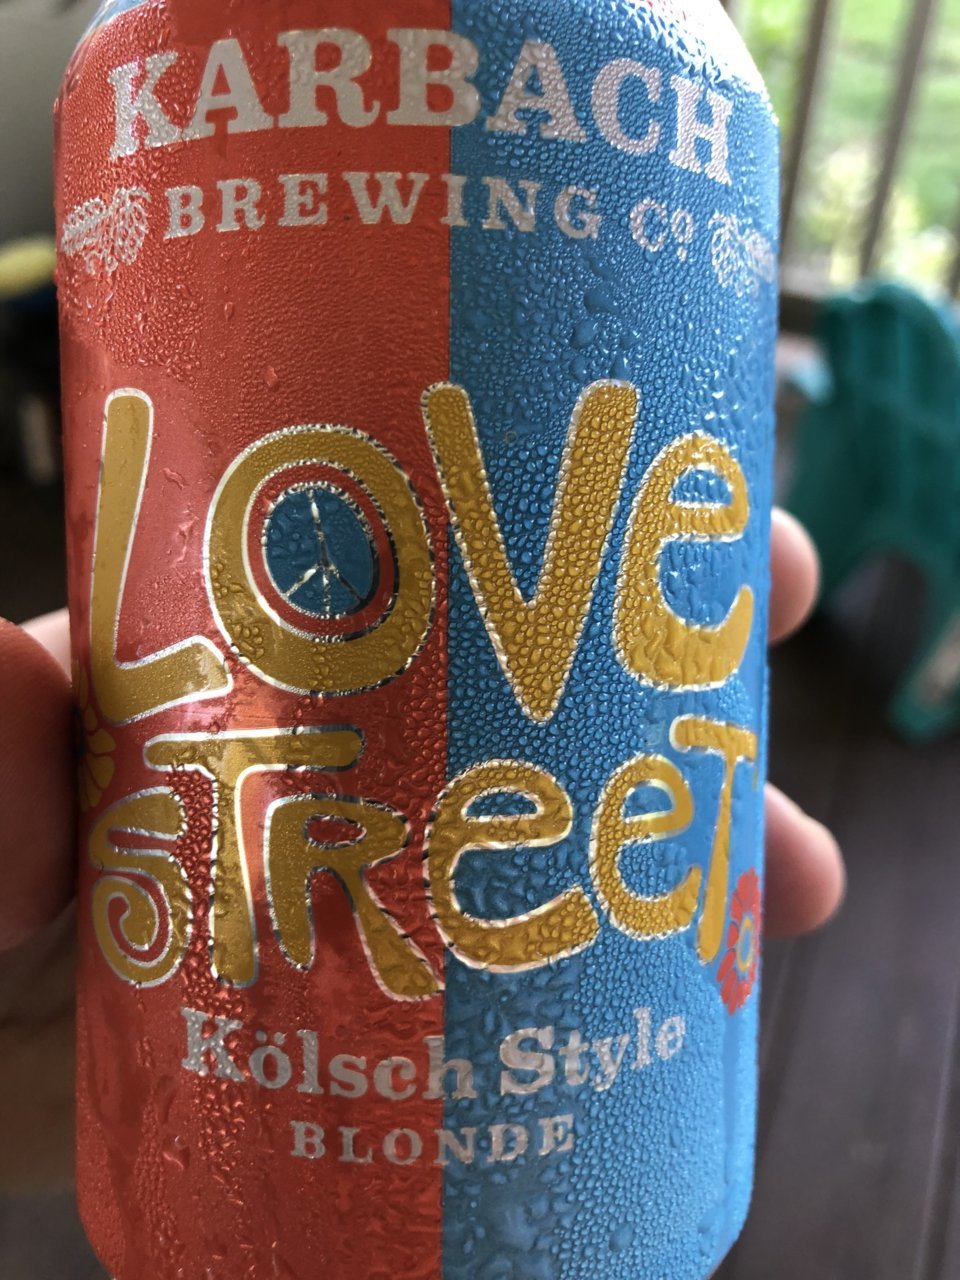 KARBACH
BREWING Cº
LOVE
STREET
Kölsch Style
BLONDE